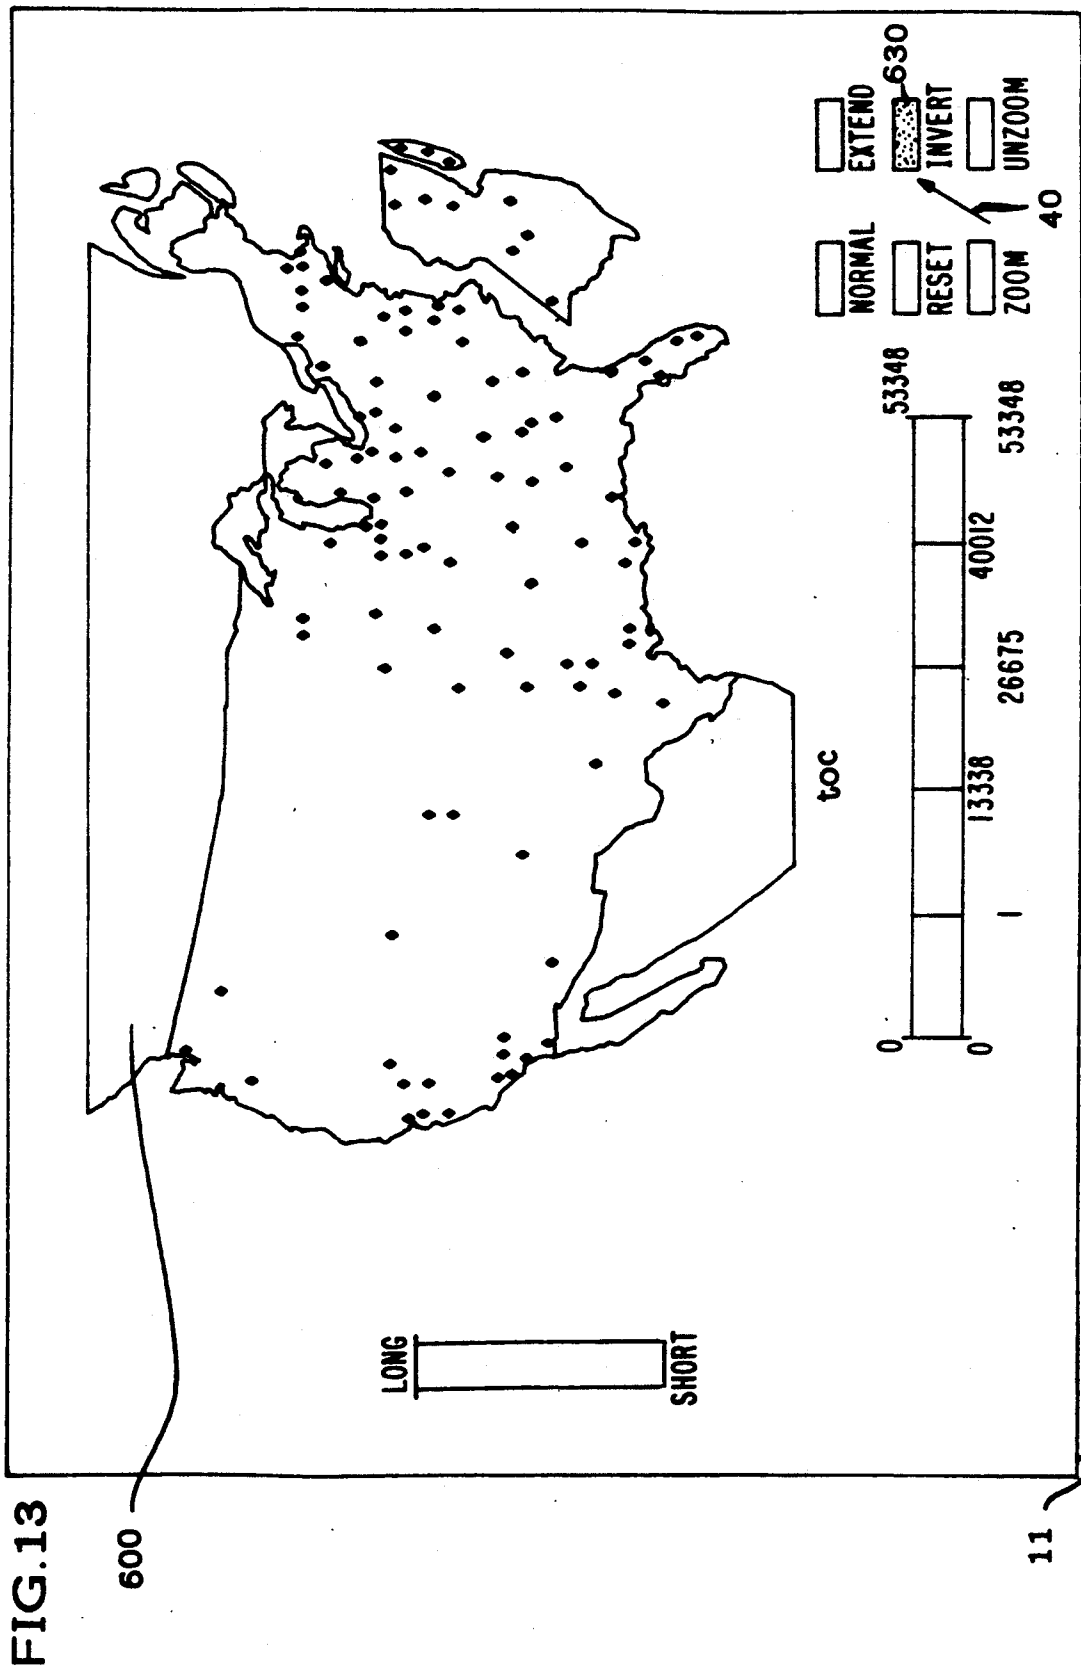 FIG.13
600
11
LONG
SHORT
toc
0
53348
0
1
13338
26675
40012
53348
NORMAL
EXTEND
RESET
INVERT
630
ZOOM
UNZOOM
40